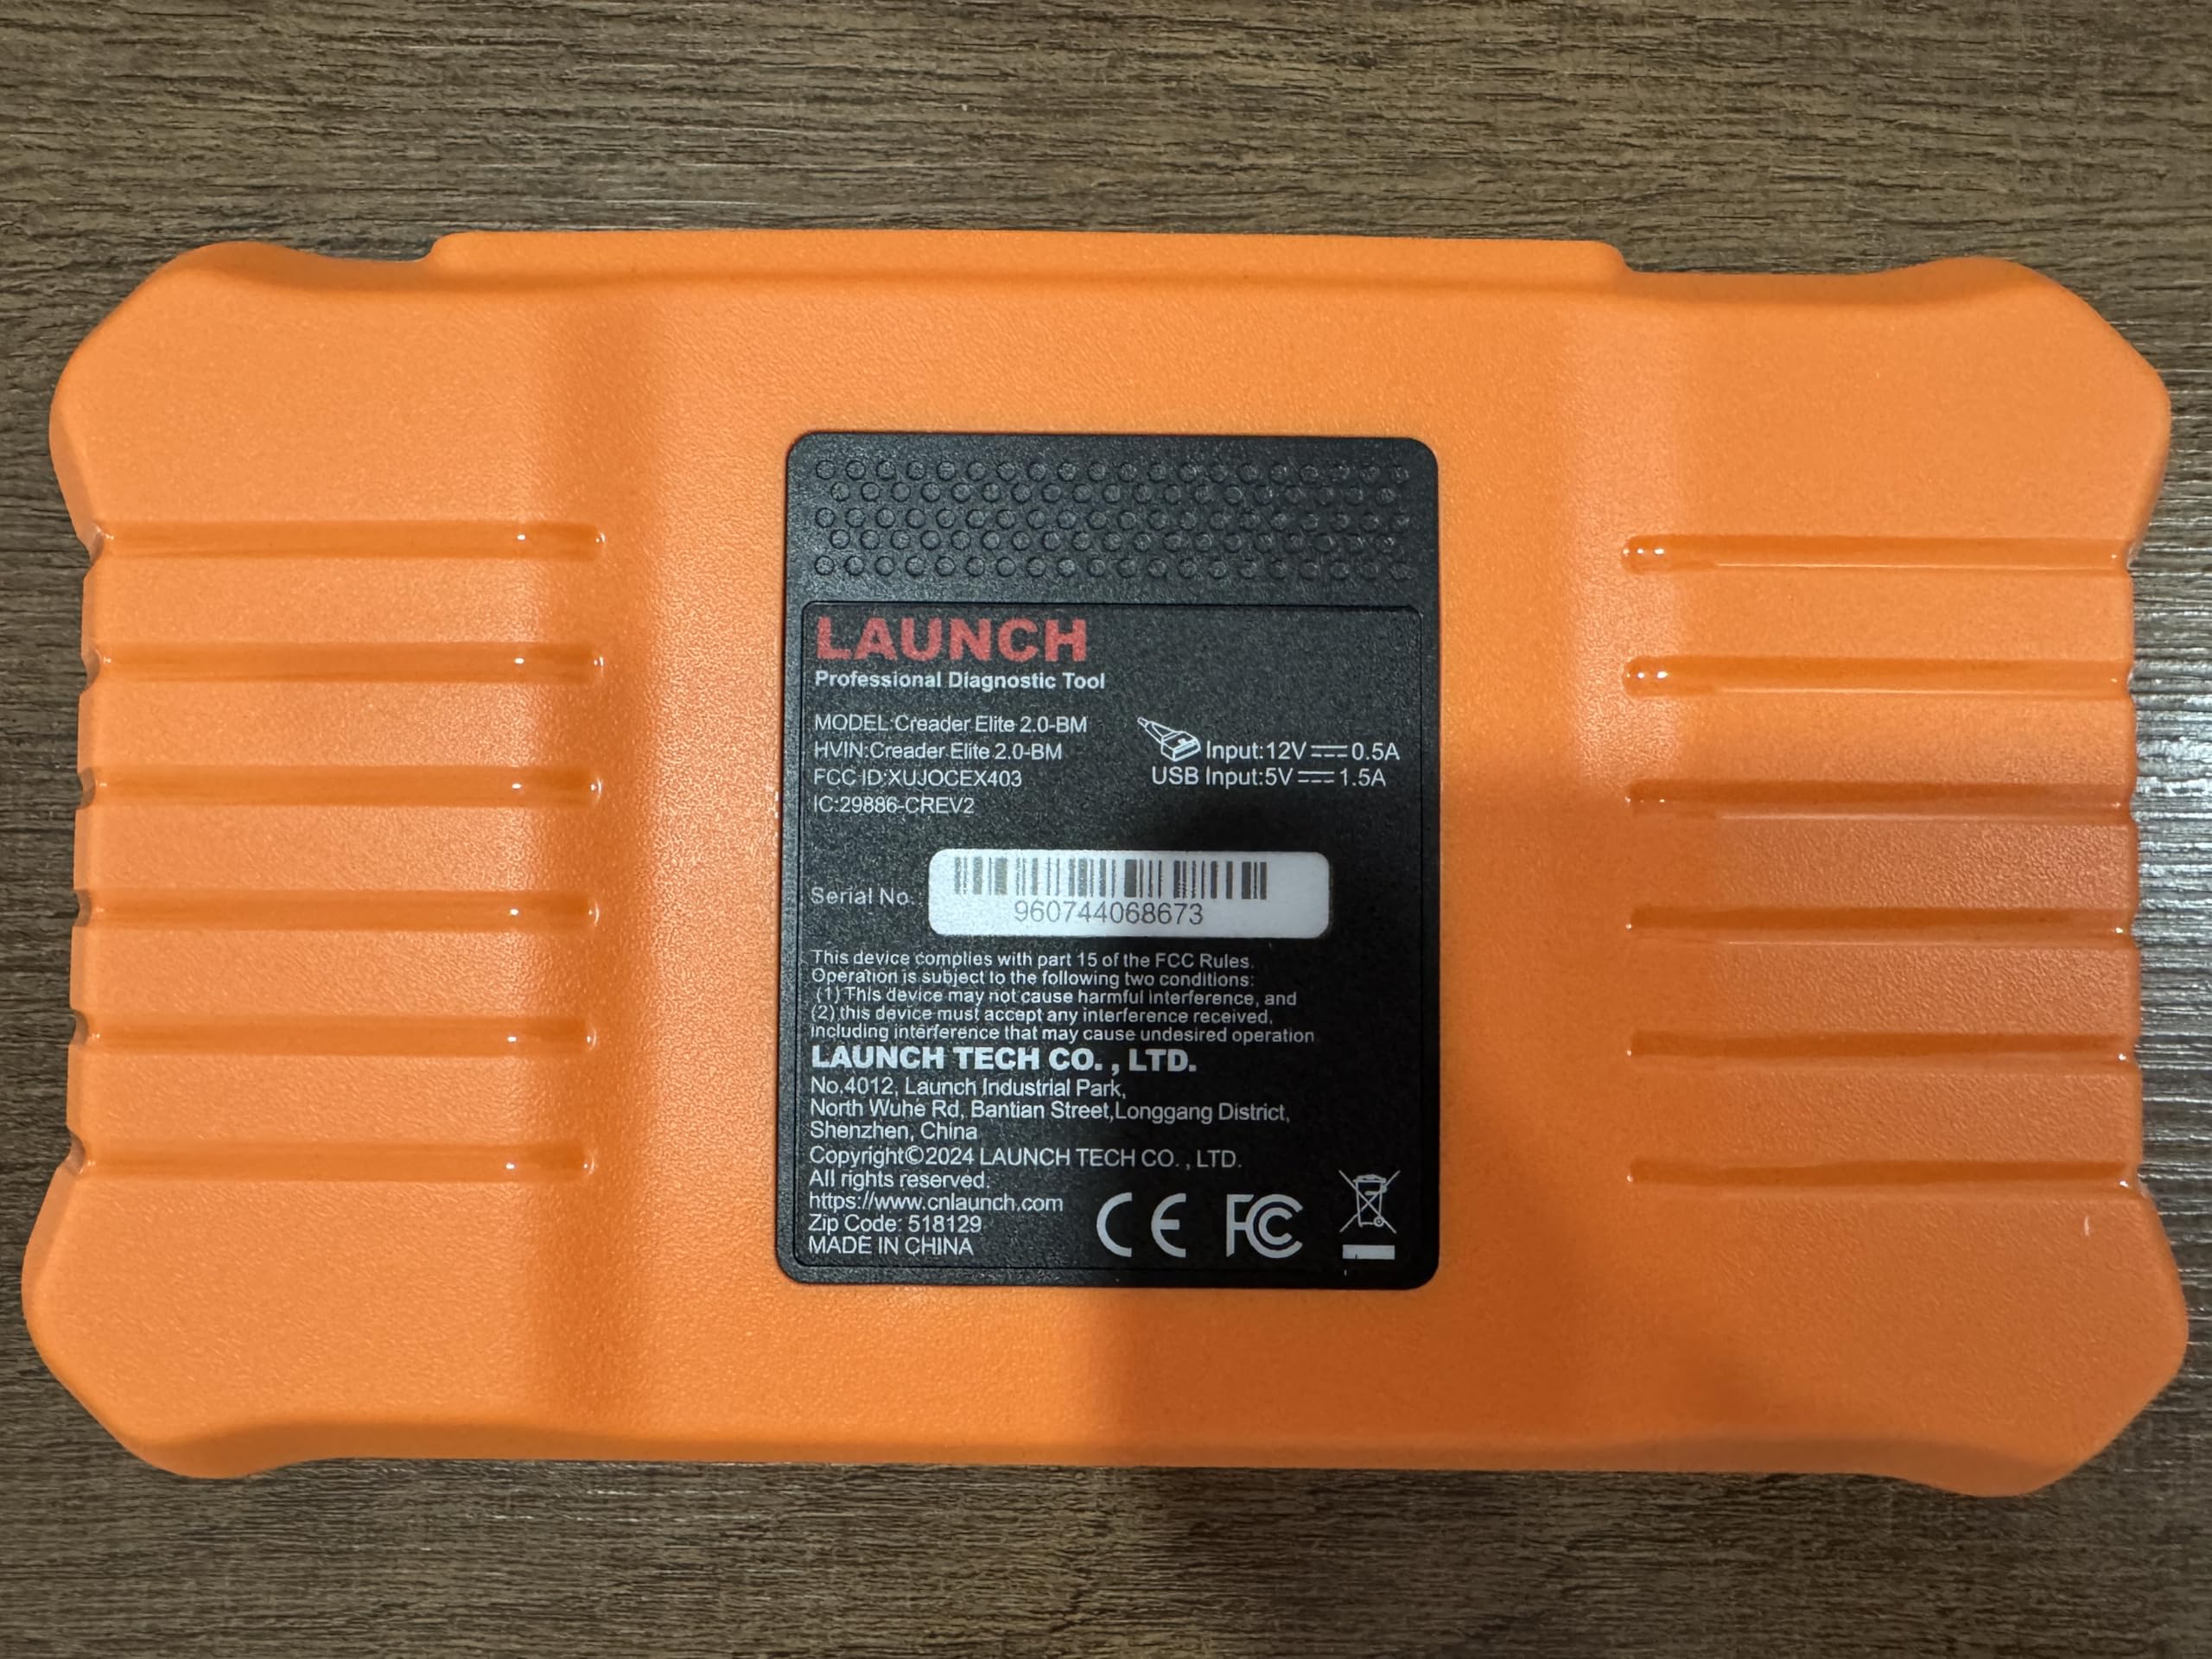 LAUNCH
Professional Diagnostic Tool
MODEL:Creader Elite 2.0-BM
HVIN:Creader Elite 2.0-BM
FCC ID:XUJOCEX403
IC:29886-CREV2
Input:12V⎓0.5A
USB Input:5V⎓1.5A
Serial No.:
960744068673
This device complies with part 15 of the FCC Rules.
Operation is subject to the following two conditions:
(1) This device may not cause harmful interference, and
(2) this device must accept any interference received,
including interference that may cause undesired operation
LAUNCH TECH CO. , LTD.
No.4012, Launch Industrial Park,
North Wuhe Rd, Bantian Street,Longgang District,
Shenzhen, China
Copyright©2024 LAUNCH TECH CO. , LTD.
All rights reserved.
https://www.cnlaunch.com
Zip Code: 518129
MADE IN CHINA
CE FC